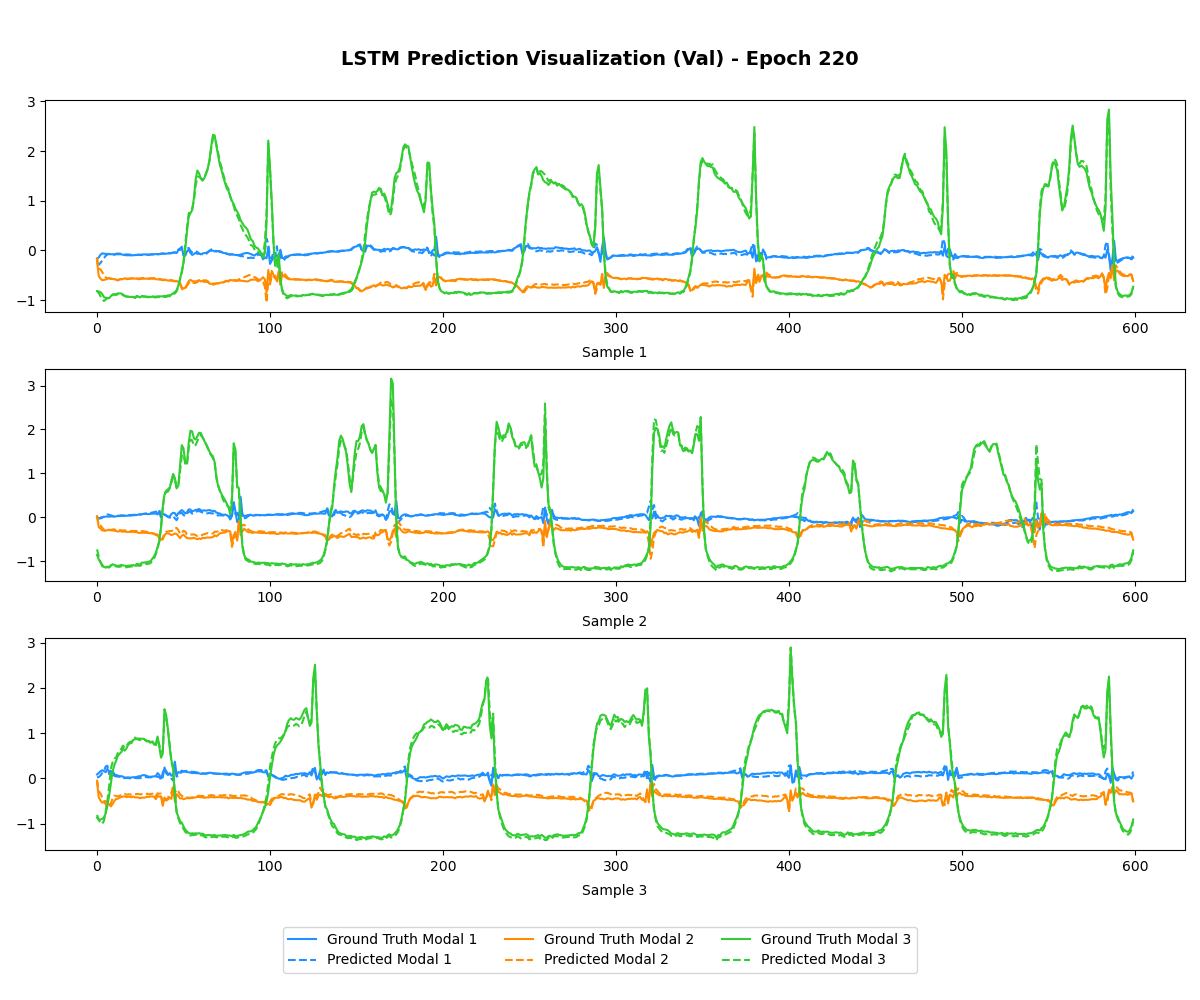 LSTM Prediction Visualization (Val) - Epoch 220
3
2
1
0
−1
0 100 200 300 400 500 600
Sample 1
3
2
1
0
−1
0 100 200 300 400 500 600
Sample 2
3
2
1
0
−1
0 100 200 300 400 500 600
Sample 3
Ground Truth Modal 1 Ground Truth Modal 2 Ground Truth Modal 3
Predicted Modal 1 Predicted Modal 2 Predicted Modal 3